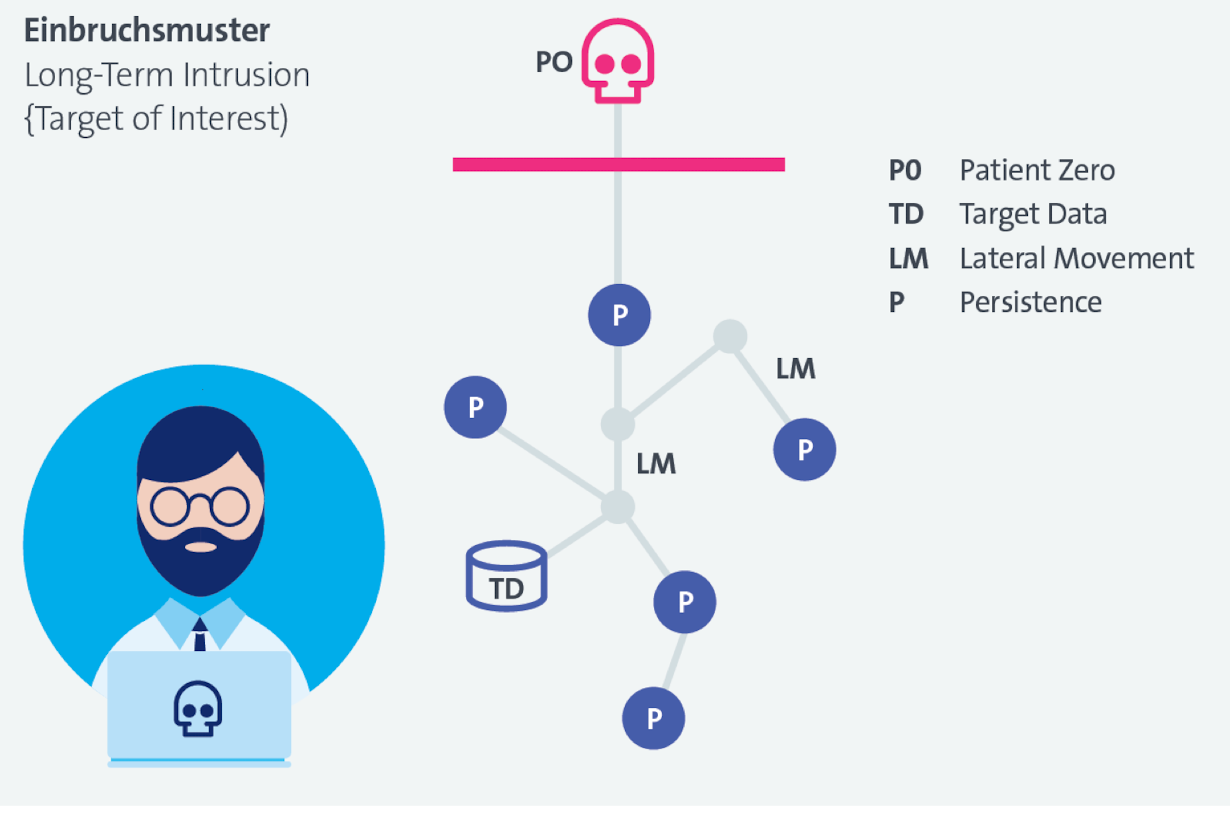 Einbruchsmuster
Long-Term Intrusion
{Target of Interest)
PO
P0 Patient Zero
TD Target Data
LM Lateral Movement
P Persistence
P
LM
P
P
LM
TD
P
P